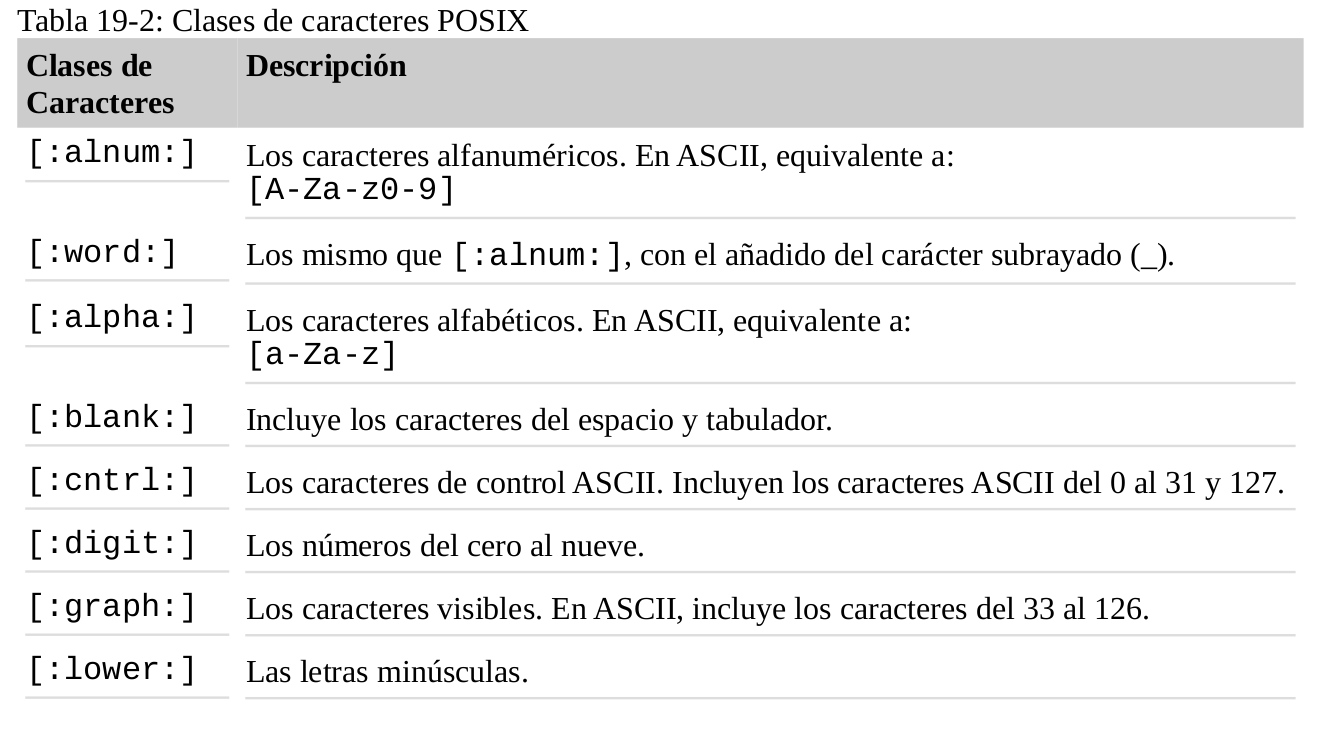 Tabla 19-2: Clases de caracteres POSIX
Clases de
Caracteres
Descripción
[:alnum:]
Los caracteres alfanuméricos. En ASCII, equivalente a:
[A-Za-z0-9]
[:word:]
Los mismo que [:alnum:], con el añadido del carácter subrayado (_).
[:alpha:]
Los caracteres alfabéticos. En ASCII, equivalente a:
[a-Za-z]
[:blank:]
Incluye los caracteres del espacio y tabulador.
[:cntrl:]
Los caracteres de control ASCII. Incluyen los caracteres ASCII del 0 al 31 y 127.
[:digit:]
Los números del cero al nueve.
[:graph:]
Los caracteres visibles. En ASCII, incluye los caracteres del 33 al 126.
[:lower:]
Las letras minúsculas.